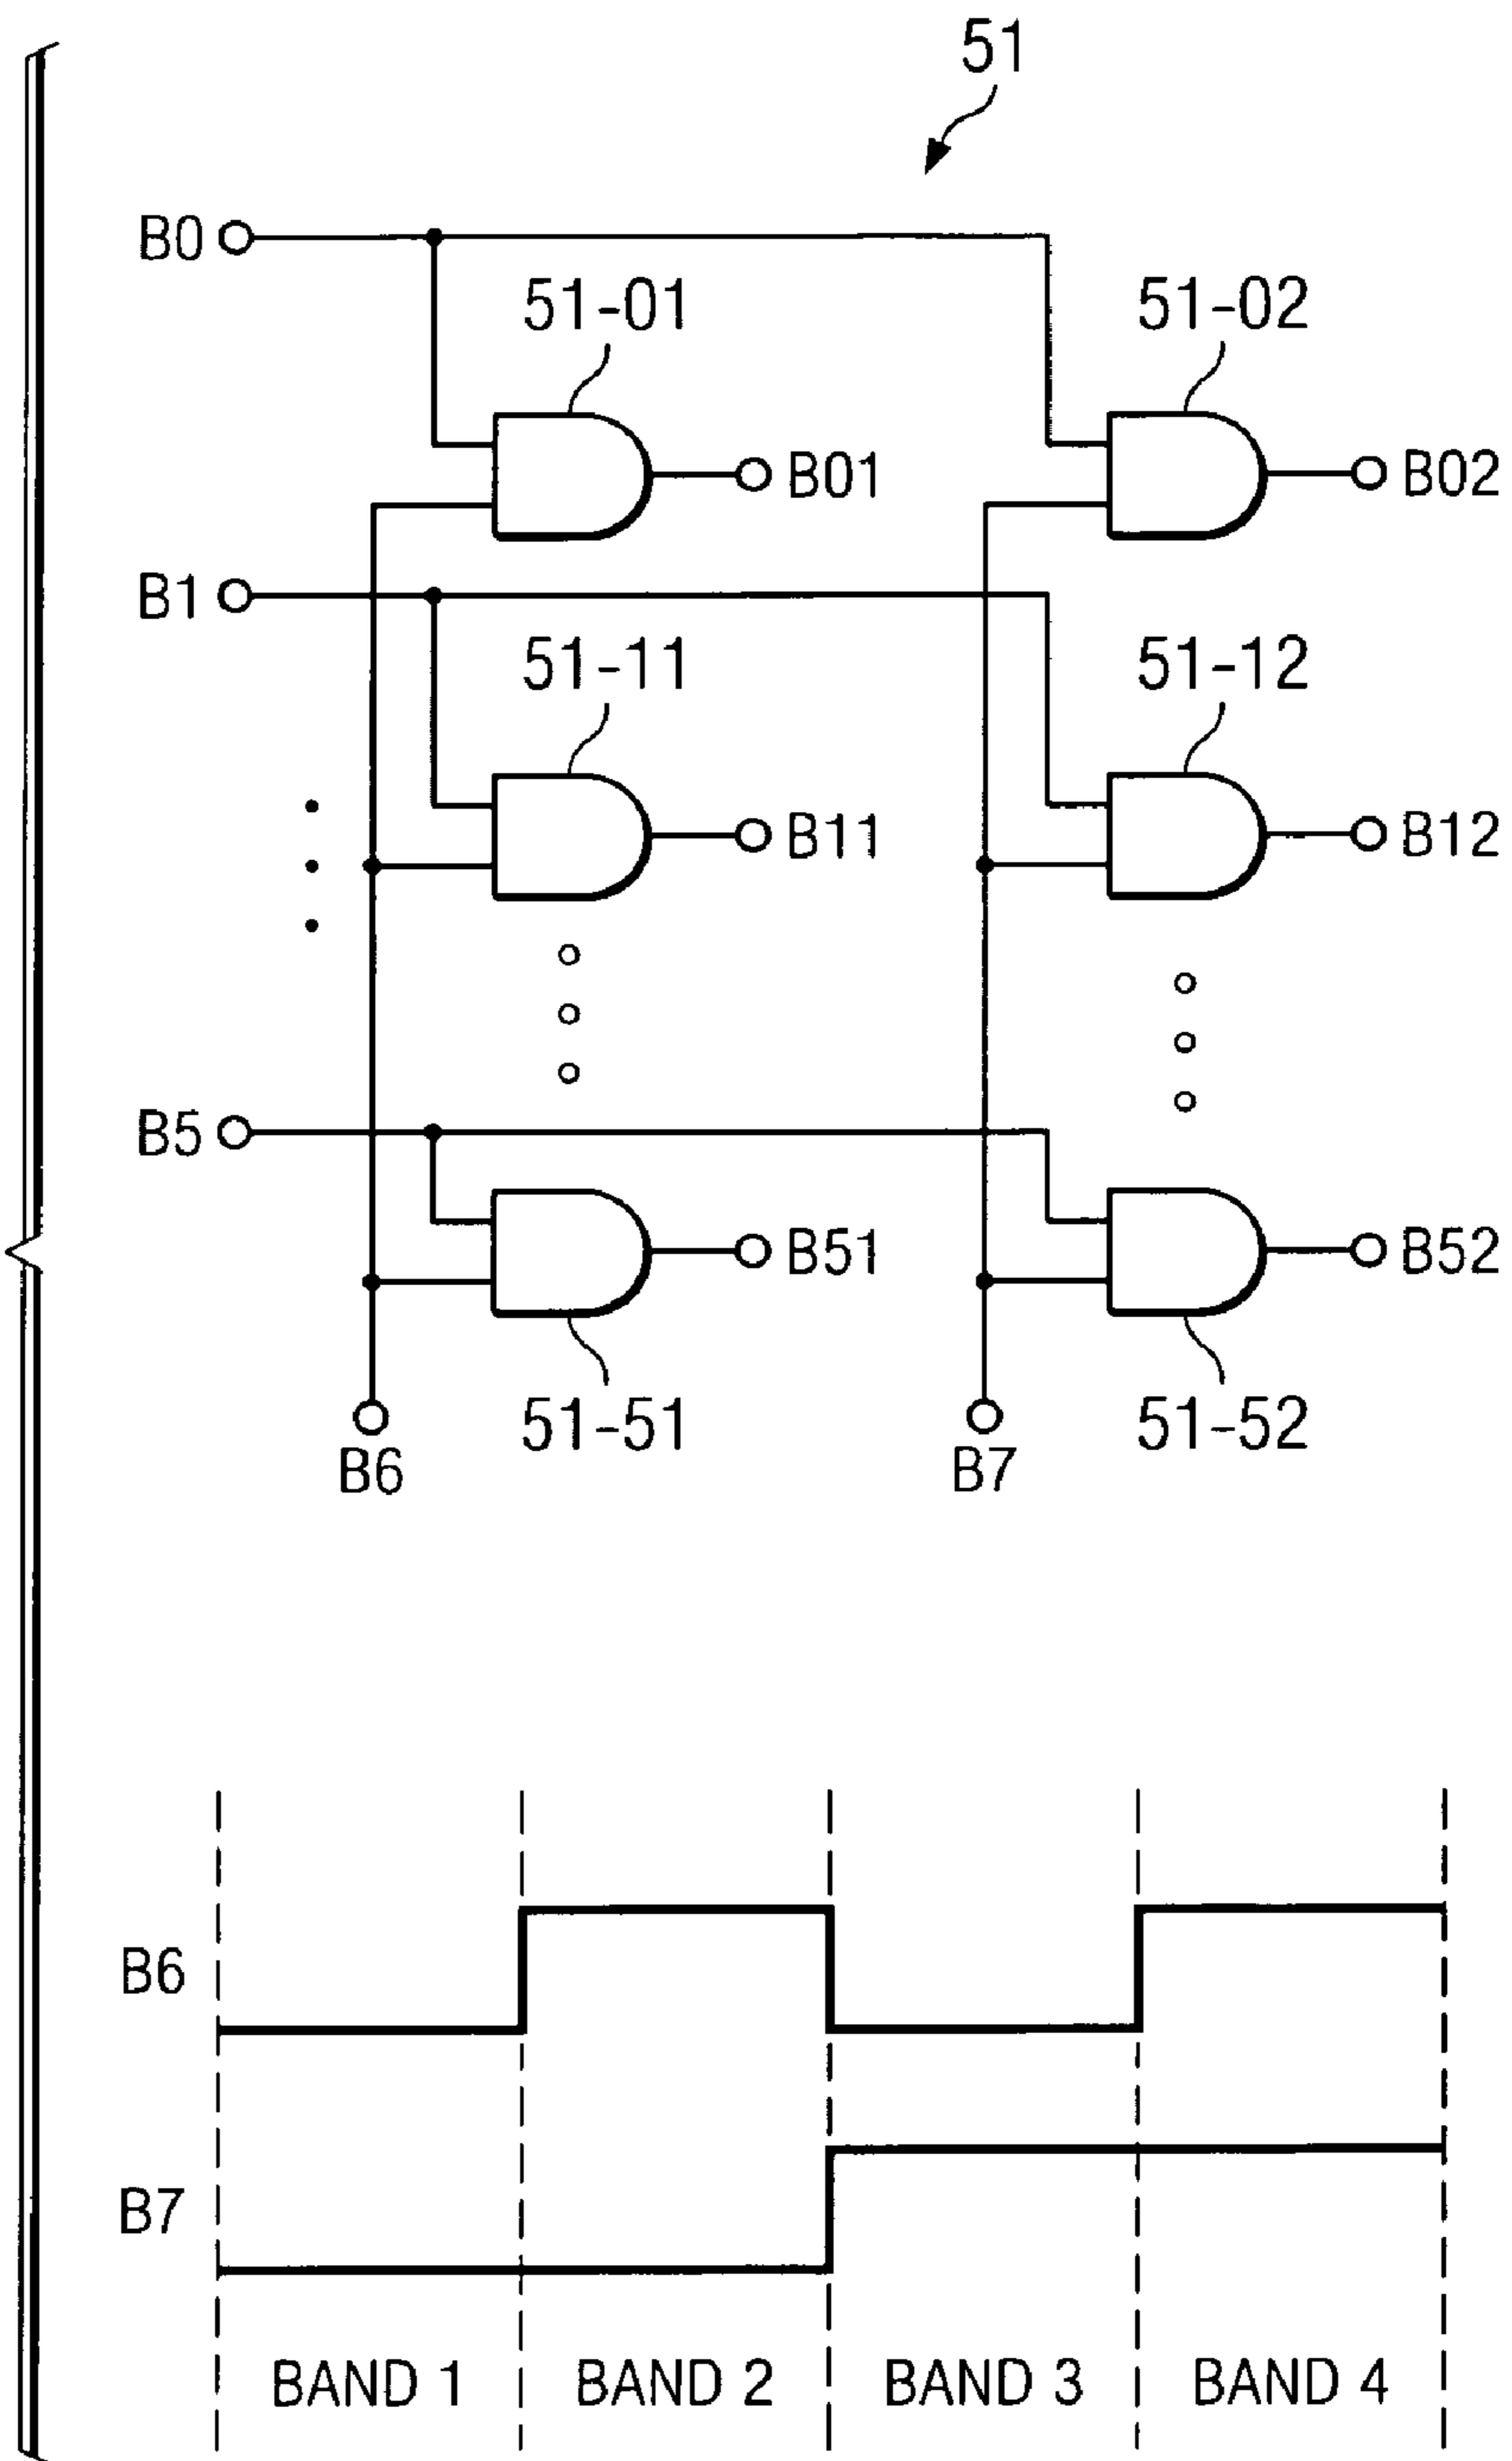 51
B0
51-01
51-02
B01
B02
B1
51-11
51-12
B11
B12
B5
B51
B52
51-51
51-52
B6
B7
B6
B7
BAND 1
BAND 2
BAND 3
BAND 4